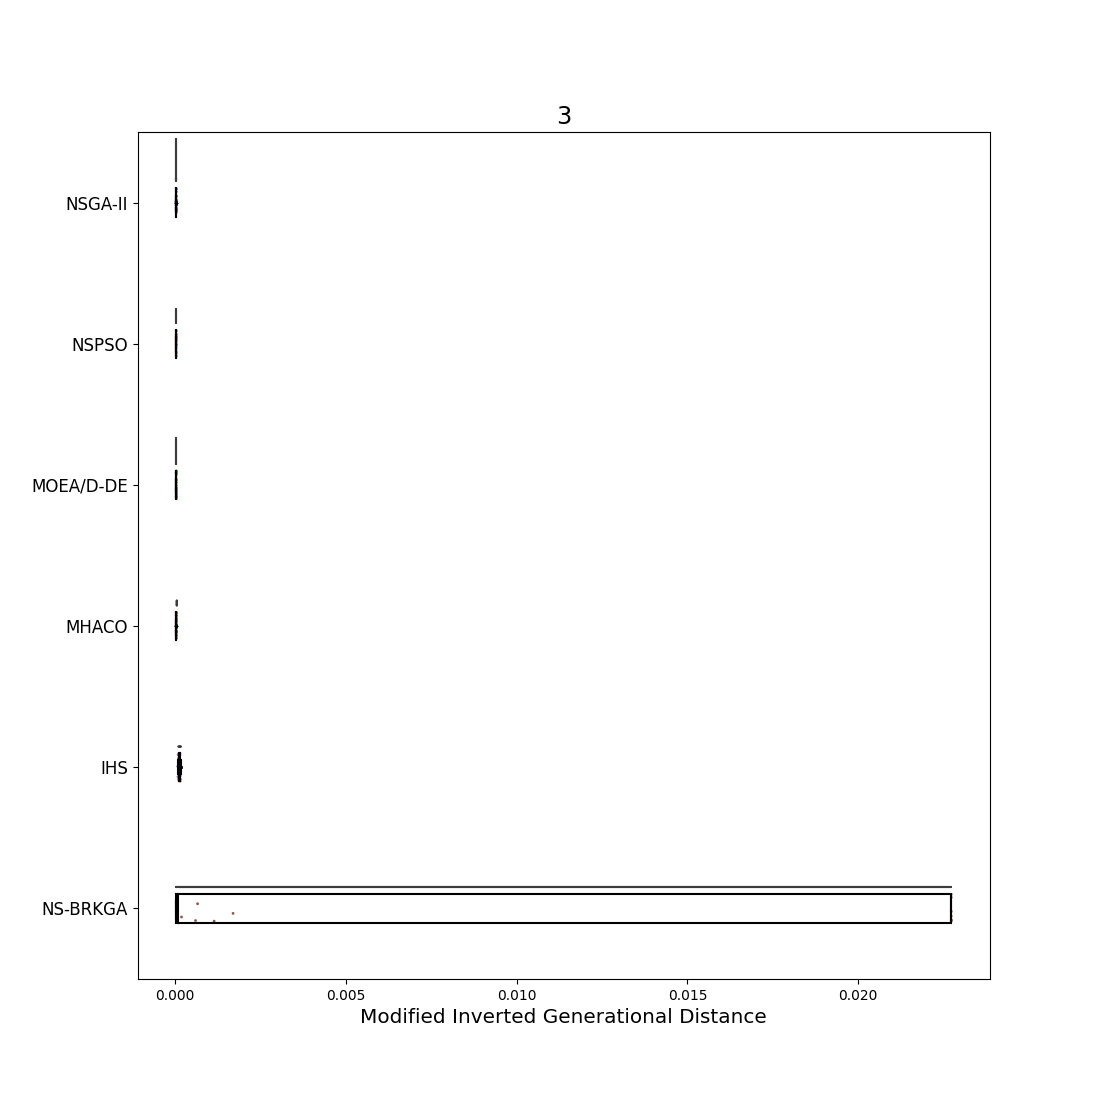 3
NSGA-II
NSPSO
MOEA/D-DE
MHACO
IHS
NS-BRKGA
0.000 0.005 0.010 0.015 0.020
Modified Inverted Generational Distance